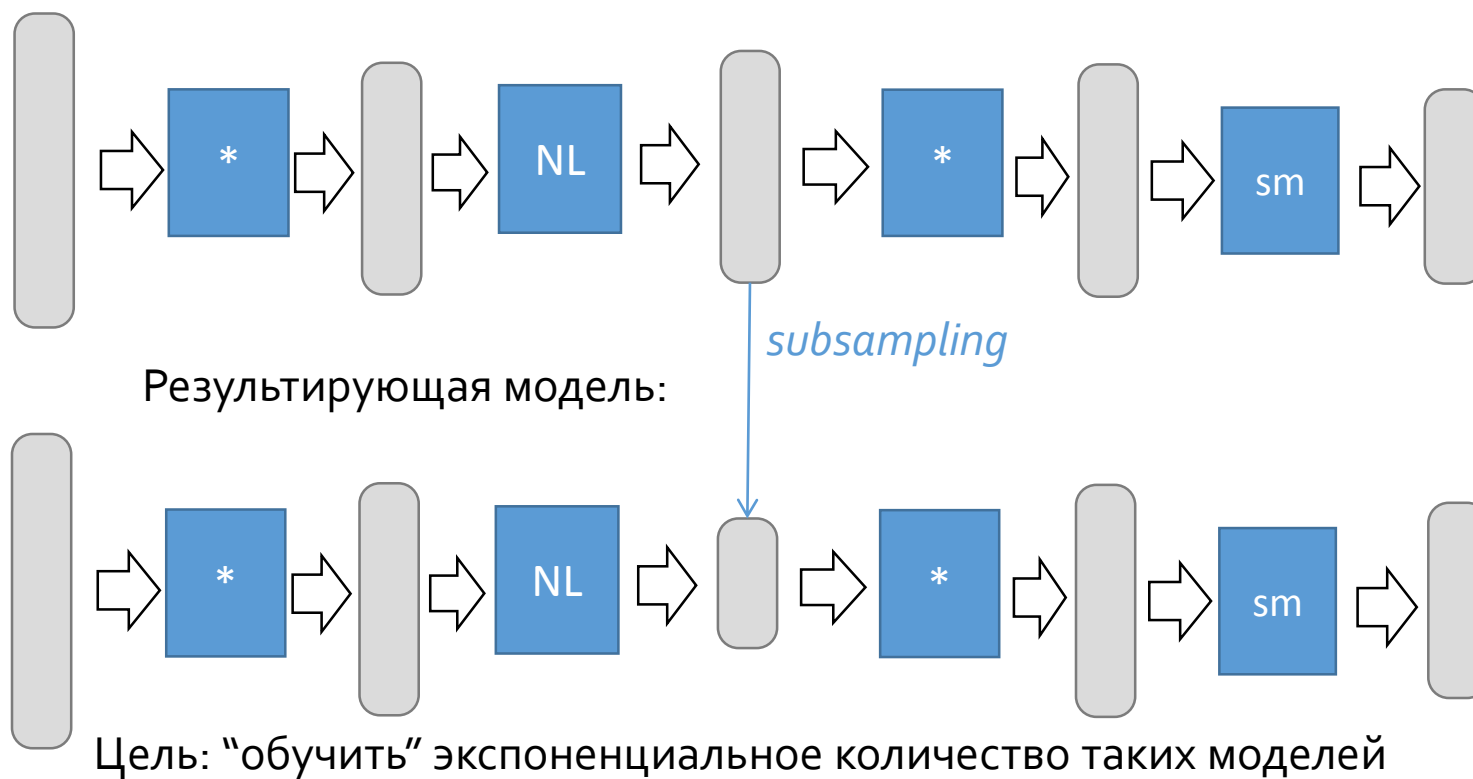 *
NL
*
sm
subsampling
Результирующая модель:
*
NL
*
sm
Цель: “обучить” экспоненциальное количество таких моделей